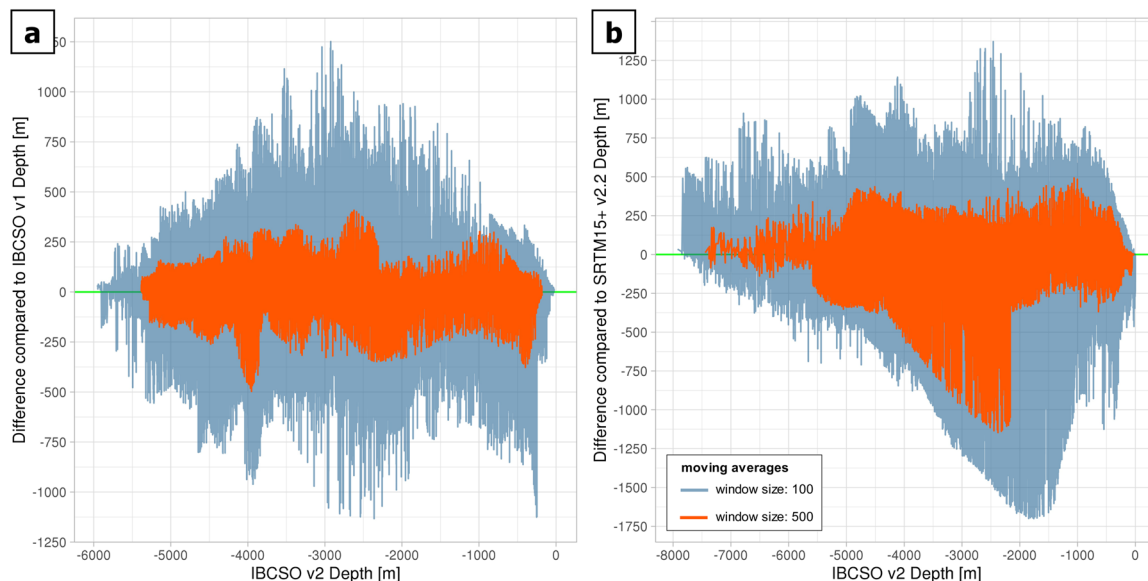 a
1250
1000
750
500
250
0
-250
-500
-750
-1000
-1250
Difference compared to IBCSO v1 Depth [m]
-6000 -5000 -4000 -3000 -2000 -1000 0
IBCSO v2 Depth [m]
b
1250
1000
750
500
250
0
-250
-500
-750
-1000
-1250
-1500
-1750
Difference compared to SRTM15+ v2.2 Depth [m]
moving averages
window size: 100
window size: 500
-8000 -7000 -6000 -5000 -4000 -3000 -2000 -1000 0
IBCSO v2 Depth [m]